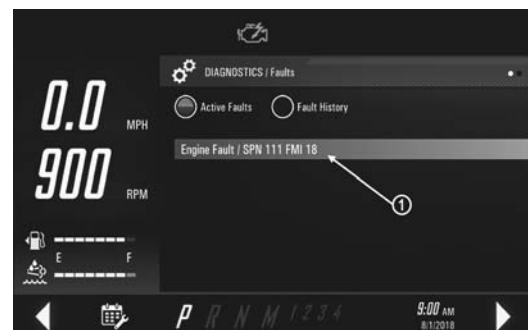 DIAGNOSTICS / Faults
Active Faults Fault History
0.0 MPH
Engine Fault / SPN 111 FMI 18
900 RPM
1
E F
P R N M 1 2 3 4
9:00 AM
8/1/2018